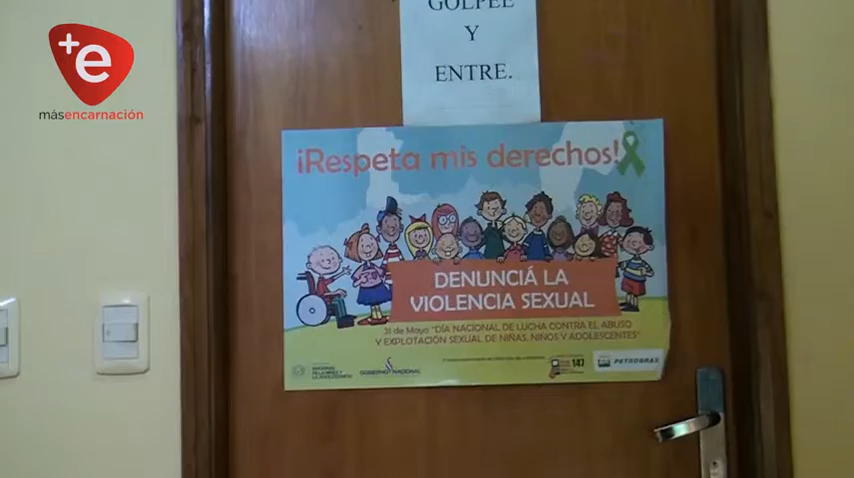 GOLPEE
Y
ENTRE.
e
másencarnación
¡Respeta mis derechos!
DENUNCIÁ LA
VIOLENCIA SEXUAL
31 de Mayo "DÍA NACIONAL DE LUCHA CONTRA EL ABUSO
Y EXPLOTACIÓN SEXUAL DE NIÑAS, NIÑOS Y ADOLESCENTES"
GOBIERNO NACIONAL
147
PETROBRAS